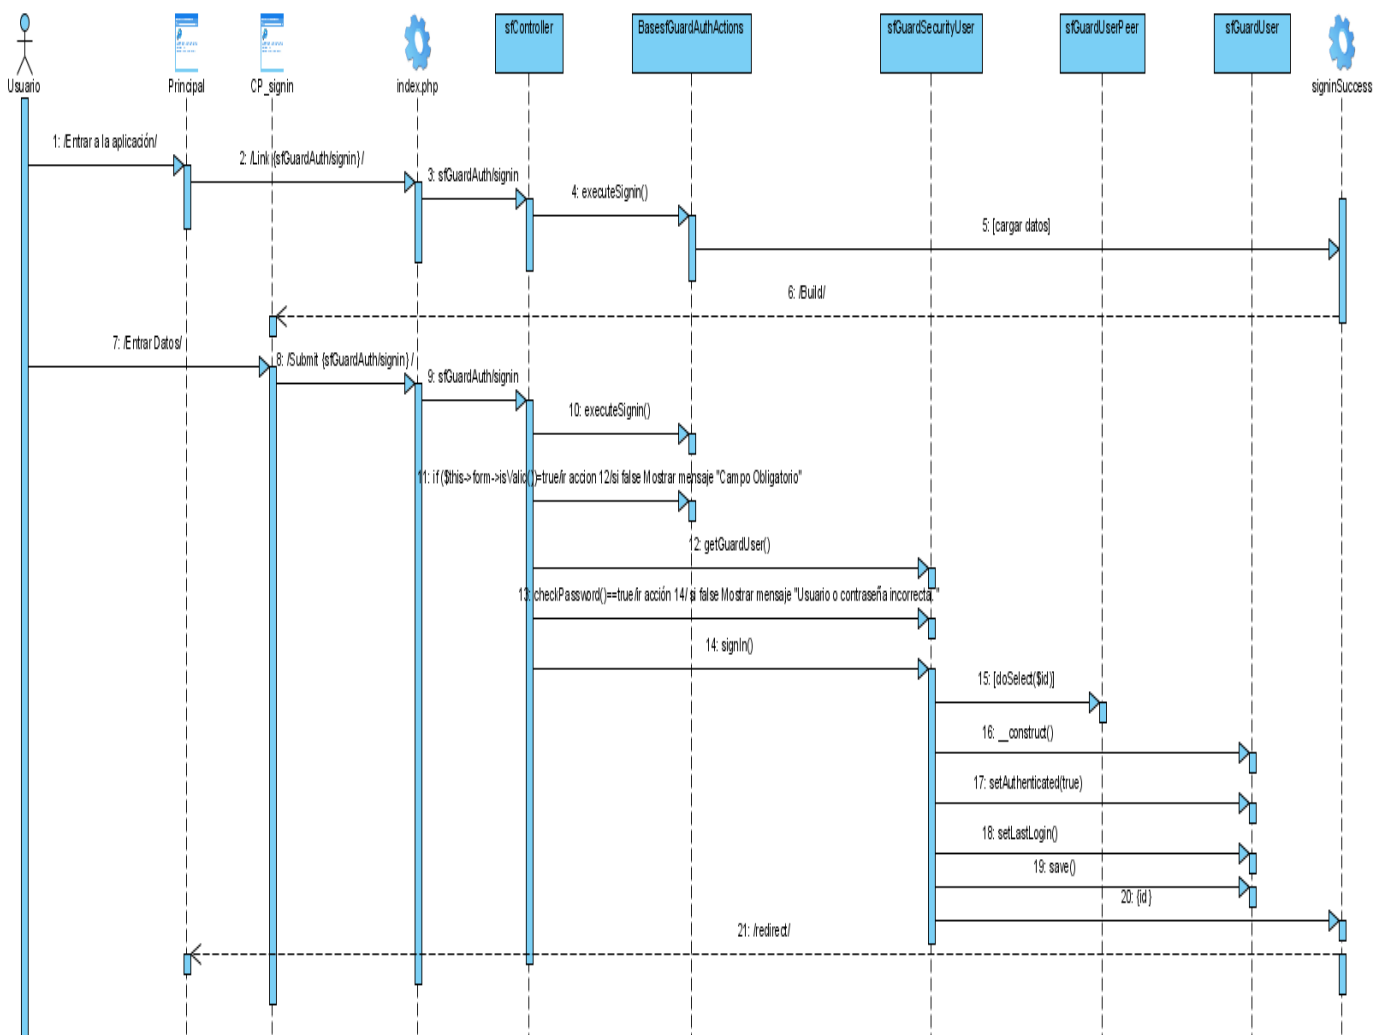 sfController
BasesfGuardAuthActions
sfGuardSecurityUser
sfGuardUserPeer
sfGuardUser
Usuario
Principal
CP_signin
index.php
signinSuccess
1: /Entrar a la aplicación/
2: /Link {sfGuardAuth/signin} /
3: sfGuardAuth/signin
4: executeSignin()
5: [cargar datos]
6: /Build/
7: /Entrar Datos/
8: /Submit {sfGuardAuth/signin} /
9: sfGuardAuth/signin
10: executeSignin()
11: if ($this->form->isValid())=true/ir accion 12/si false Mostrar mensaje "Campo Obligatorio"
12: getGuardUser()
13: checkPassword()==true/ir acción 14/ si false Mostrar mensaje "Usuario o contraseña incorrecta."
14: signIn()
15: [doSelect($id)]
16: __construct()
17: setAuthenticated(true)
18: setLastLogin()
19: save()
20: {id}
21: /redirect/